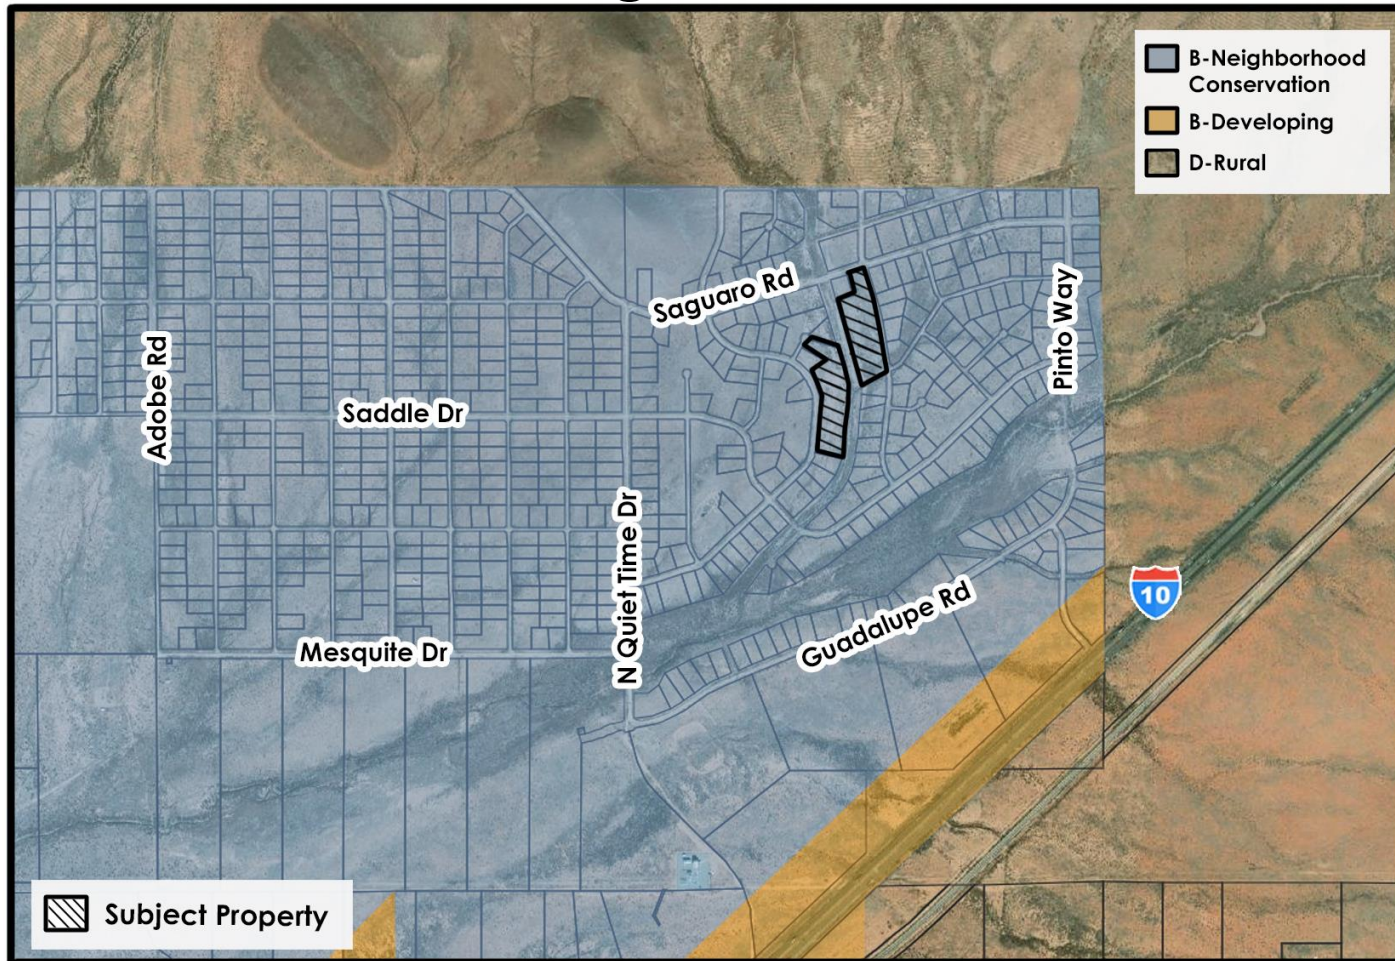 B-Neighborhood
Conservation
B-Developing
D-Rural
Saguaro Rd
Pinto Way
Adobe Rd
Saddle Dr
N Quiet Time Dr
10
Guadalupe Rd
Mesquite Dr
Subject Property